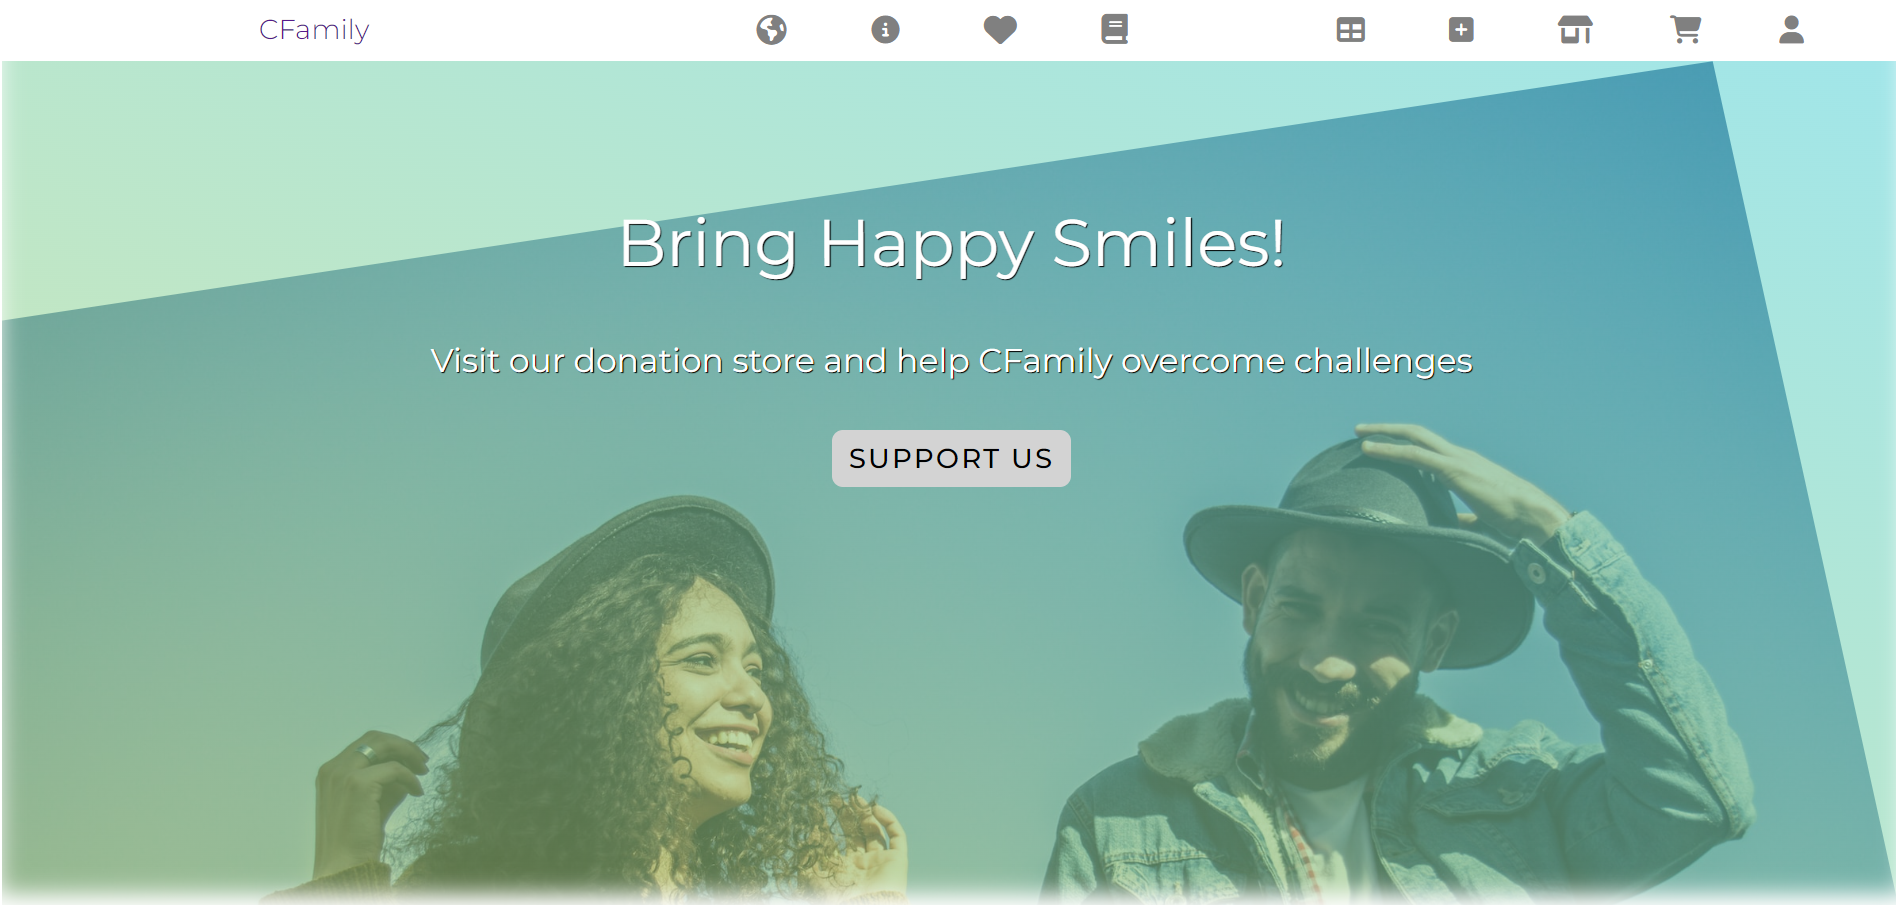 CFamily
Bring Happy Smiles!
Visit our donation store and help CFamily overcome challenges
SUPPORT US